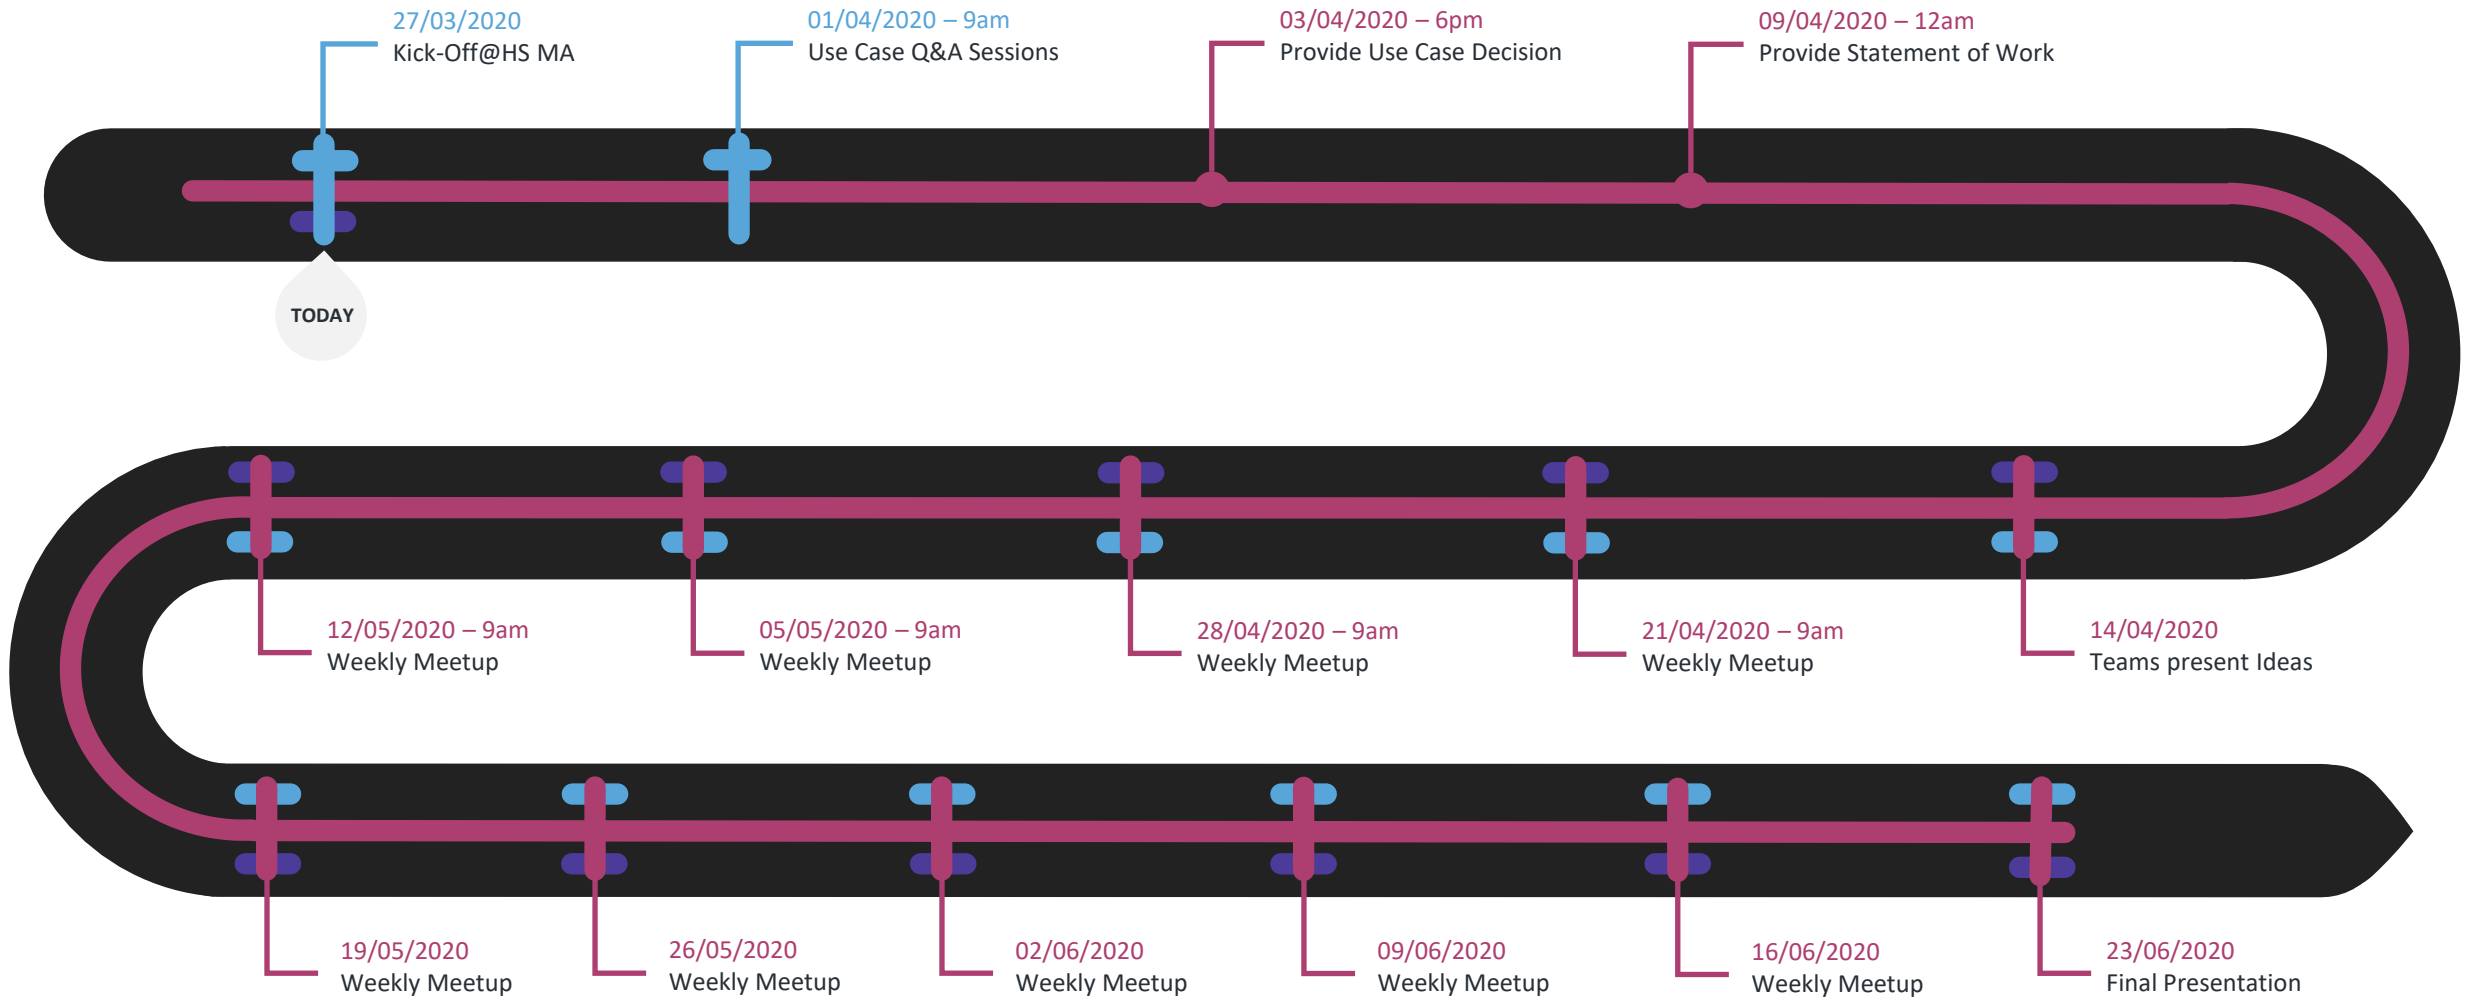 27/03/2020
Kick-Off@HS MA
01/04/2020 – 9am
Use Case Q&A Sessions
03/04/2020 – 6pm
Provide Use Case Decision
09/04/2020 – 12am
Provide Statement of Work
TODAY
12/05/2020 – 9am
Weekly Meetup
05/05/2020 – 9am
Weekly Meetup
28/04/2020 – 9am
Weekly Meetup
21/04/2020 – 9am
Weekly Meetup
14/04/2020
Teams present Ideas
19/05/2020
Weekly Meetup
26/05/2020
Weekly Meetup
02/06/2020
Weekly Meetup
09/06/2020
Weekly Meetup
16/06/2020
Weekly Meetup
23/06/2020
Final Presentation